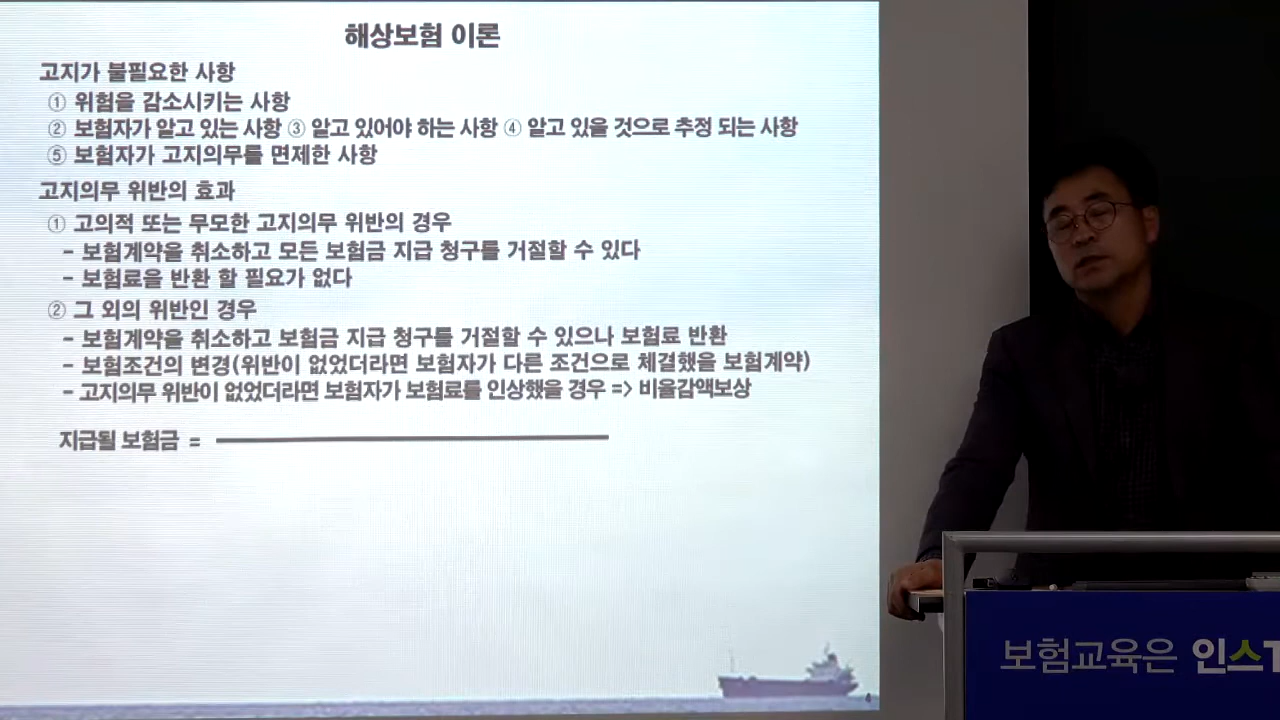 해상보험 이론
고지가 불필요한 사항
① 위험을 감소시키는 사항
② 보험자가 알고 있는 사항 ③ 알고 있어야 하는 사항 ④ 알고 있을 것으로 추정 되는 사항
⑤ 보험자가 고지의무를 면제한 사항
고지의무 위반의 효과
① 고의적 또는 무모한 고지의무 위반의 경우
- 보험계약을 취소하고 모든 보험금 지급 청구를 거절할 수 있다
- 보험료을 반환 할 필요가 없다
② 그 외의 위반인 경우
- 보험계약을 취소하고 보험금 지급 청구를 거절할 수 있으나 보험료 반환
- 보험조건의 변경(위반이 없었더라면 보험자가 다른 조건으로 체결했을 보험계약)
- 고지의무 위반이 없었더라면 보험자가 보험료를 인상했을 경우 => 비율감액보상
지급될 보험금 =
4
보험교육은 인스